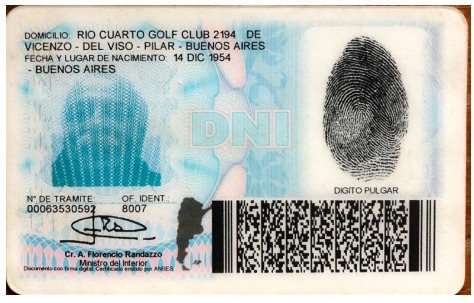 DOMICILIO: RIO CUARTO GOLF CLUB 2194 DE
VICENZO - DEL VISO - PILAR - BUENOS AIRES
FECHA Y LUGAR DE NACIMIENTO: 14 DIC 1954
- BUENOS AIRES
DNI
DIGITO PULGAR
N° DE TRAMITE: OF. IDENT.:
00063530592 8007
Cr. A. Florencio Randazzo
Ministro del Interior
Documento con firma digital. Certificado emitido por ANSES